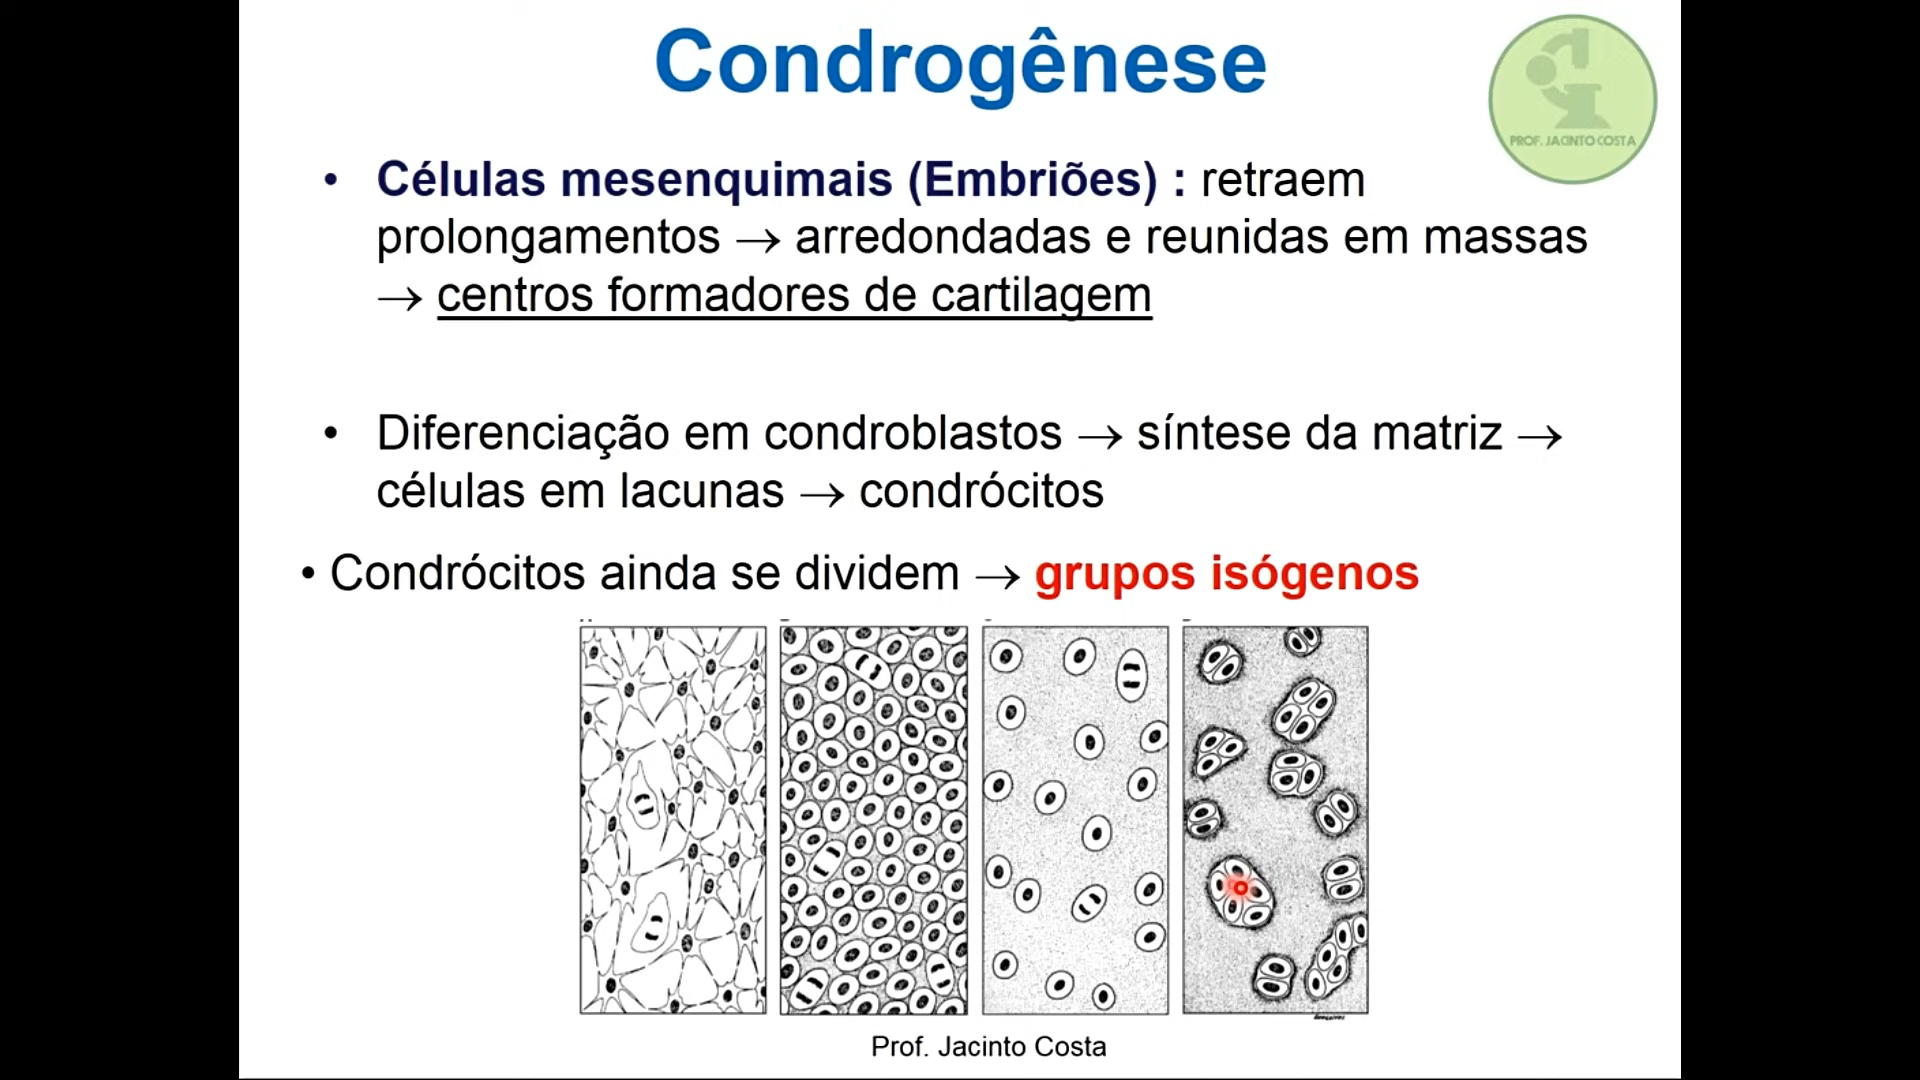 Condrogênese
PROF. JACINTO COSTA
• Células mesenquimais (Embriões) : retraem
prolongamentos → arredondadas e reunidas em massas
→ centros formadores de cartilagem
• Diferenciação em condroblastos → síntese da matriz →
células em lacunas → condrócitos
• Condrócitos ainda se dividem → grupos isógenos
Prof. Jacinto Costa